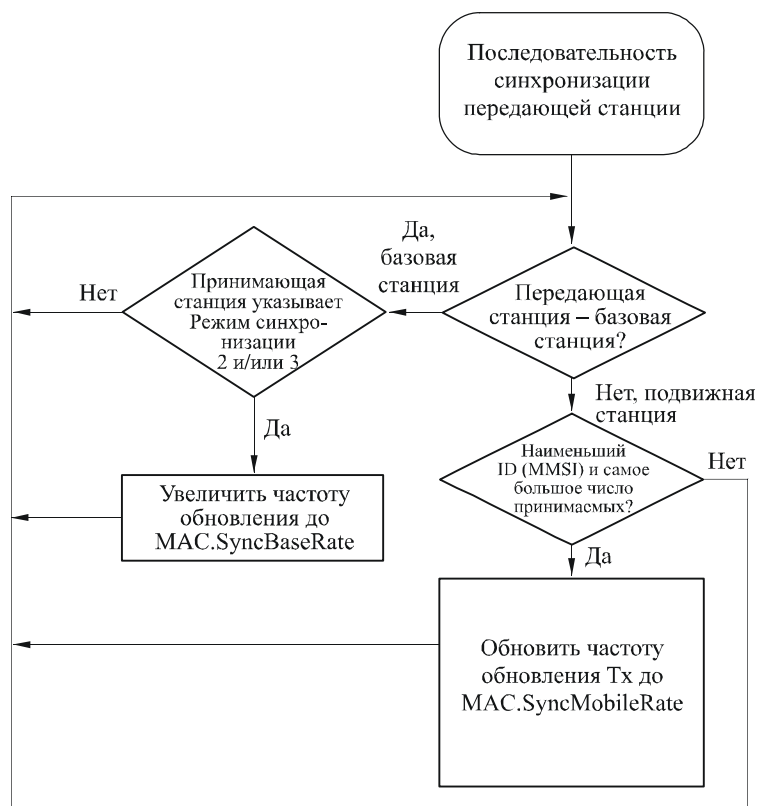 Последовательность
синхронизации
передающей станции
Да,
базовая
станция
Передающая
станция – базовая
станция?
Принимающая
станция указывает
Режим синхро-
низации
2 и/или 3
Нет
Да
Увеличить частоту
обновления до
MAC.SyncBaseRate
Нет, подвижная
станция
Наименьший
ID (MMSI) и самое
большое число
принимасмых?
Нет
Да
Обновить частоту
обновления Tx до
MAC.SyncMobileRate